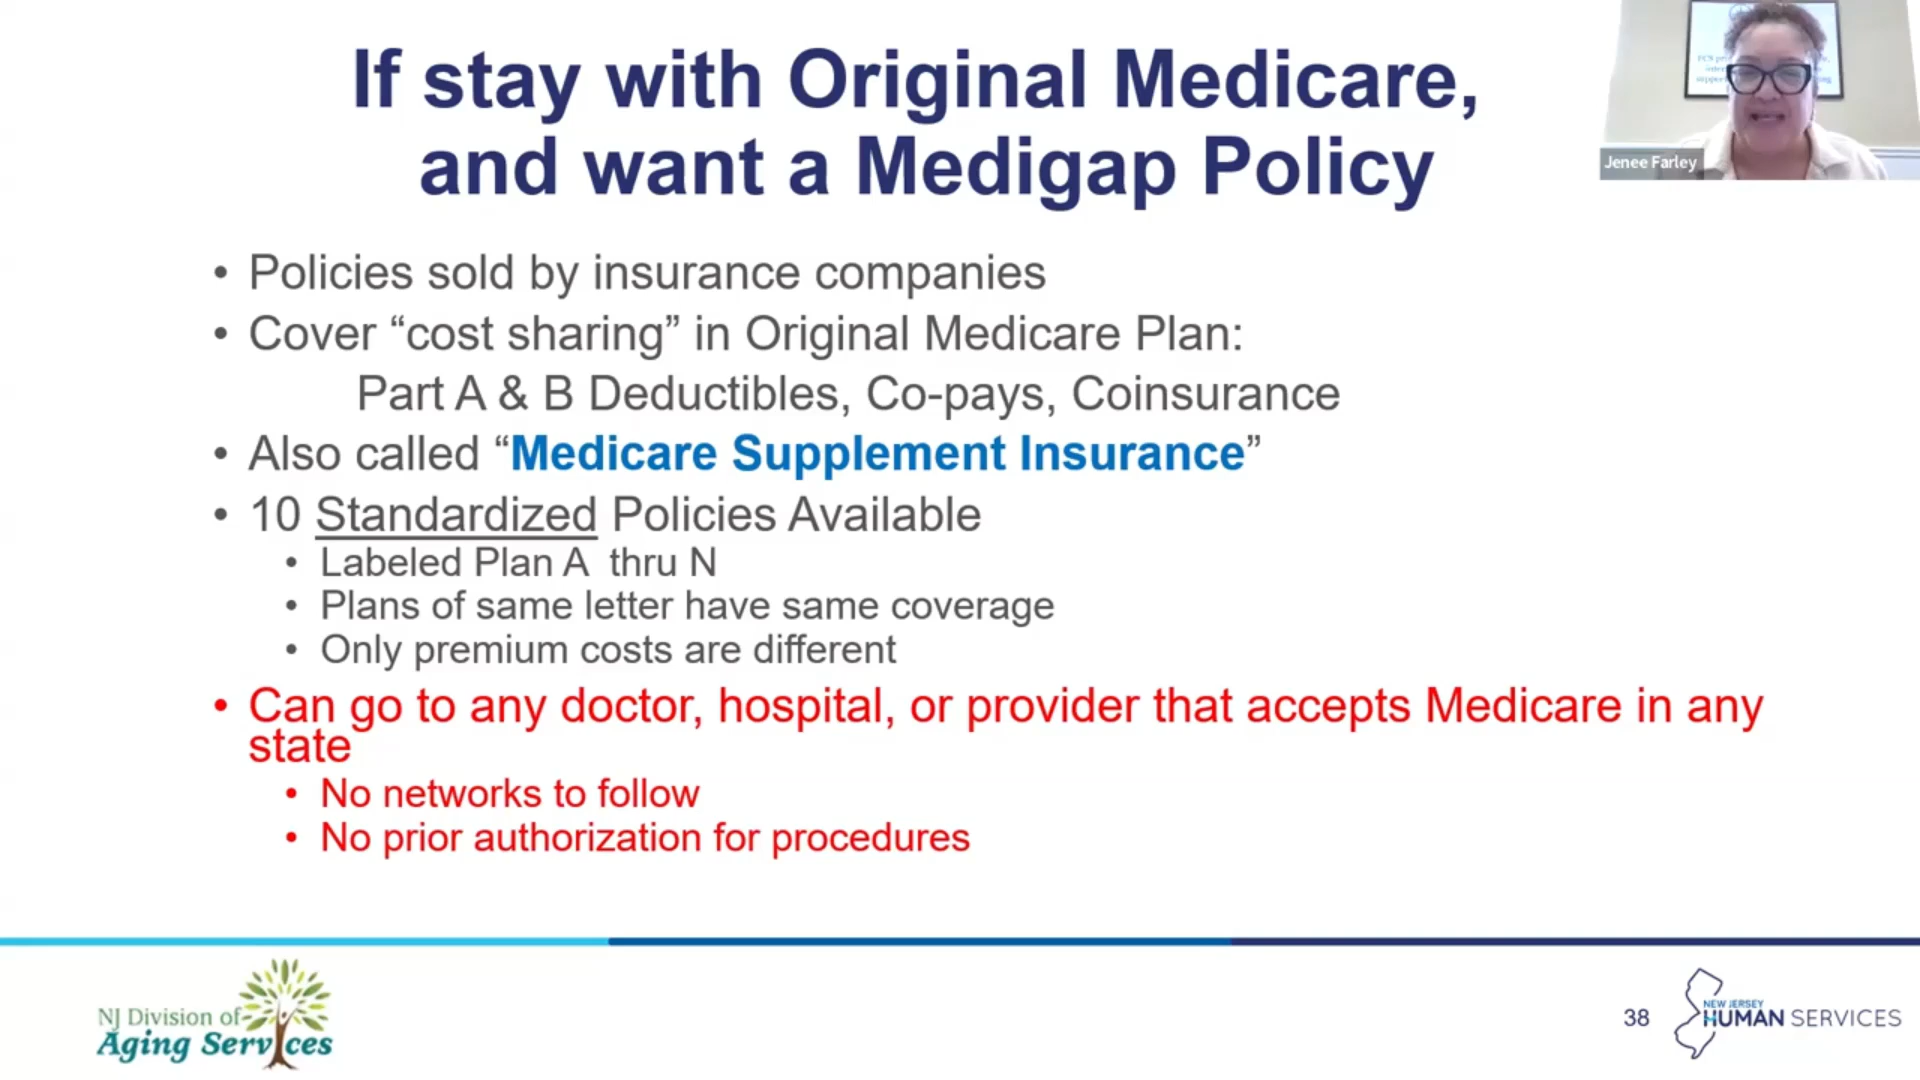 If stay with Original Medicare,
and want a Medigap Policy
Jenee Farley
• Policies sold by insurance companies
• Cover “cost sharing” in Original Medicare Plan:
Part A & B Deductibles, Co-pays, Coinsurance
• Also called “Medicare Supplement Insurance”
• 10 Standardized Policies Available
• Labeled Plan A  thru N
• Plans of same letter have same coverage
• Only premium costs are different
• Can go to any doctor, hospital, or provider that accepts Medicare in any
state
• No networks to follow
• No prior authorization for procedures
NJ Division of
Aging Services
38
NEW JERSEY
HUMAN SERVICES